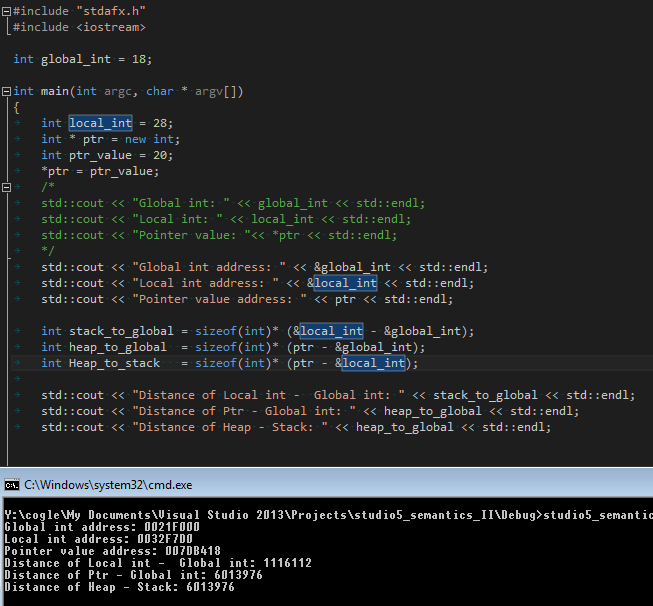 #include "stdafx.h"
#include <iostream>
int global_int = 18;
int main(int argc, char * argv[])
{
int local_int = 28;
int * ptr = new int;
int ptr_value = 20;
*ptr = ptr_value;
/*
std::cout << "Global int: " << global_int << std::endl;
std::cout << "Local int: " << local_int << std::endl;
std::cout << "Pointer value: "<< *ptr << std::endl;
*/
std::cout << "Global int address: " << &global_int << std::endl;
std::cout << "Local int address: " << &local_int << std::endl;
std::cout << "Pointer value address: " << ptr << std::endl;
int stack_to_global = sizeof(int)* (&local_int - &global_int);
int heap_to_global = sizeof(int)* (ptr - &global_int);
int Heap_to_stack  = sizeof(int)* (ptr - &local_int);
std::cout << "Distance of Local int -  Global int: " << stack_to_global << std::endl;
std::cout << "Distance of Ptr - Global int: " << heap_to_global << std::endl;
std::cout << "Distance of Heap - Stack: " << heap_to_global << std::endl;
C:\Windows\system32\cmd.exe
Y:\cogle\My Documents\Visual Studio 2013\Projects\studio5_semantics_II\Debug>studio5_semantic
Global int address: 0021F000
Local int address: 0032F7D0
Pointer value address: 007DB418
Distance of Local int -  Global int: 1116112
Distance of Ptr - Global int: 6013976
Distance of Heap - Stack: 6013976